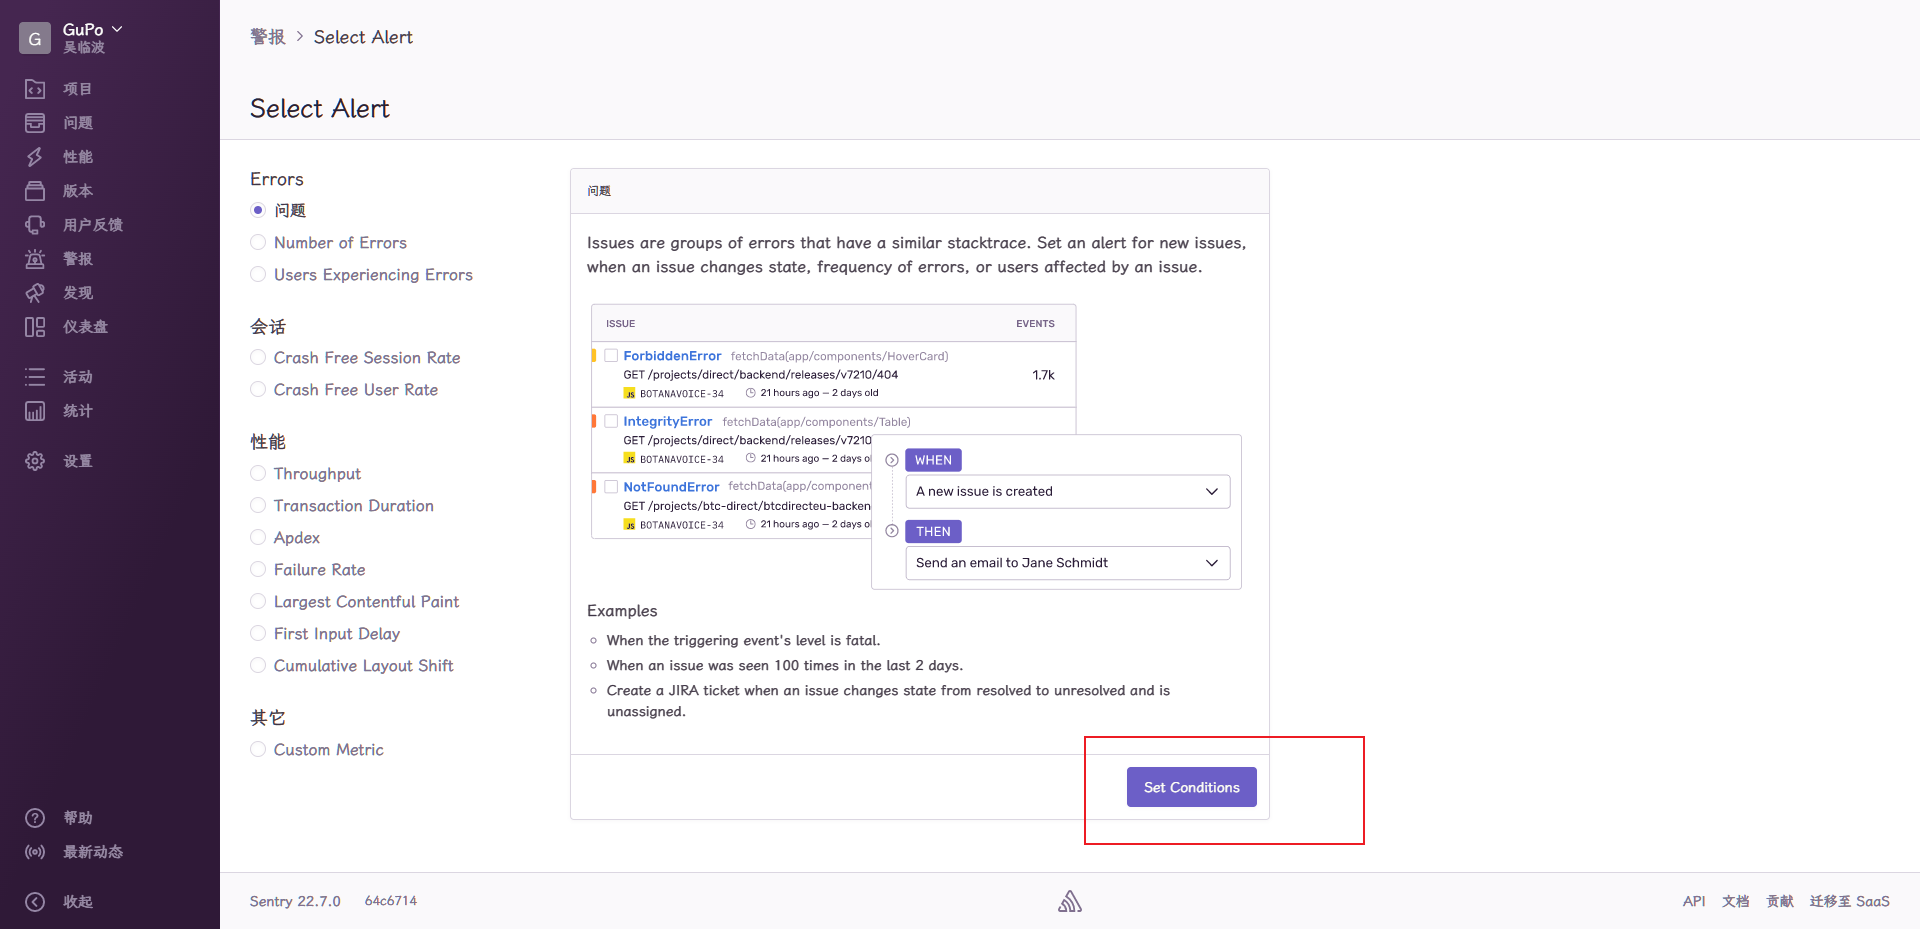 G
GuPo
吴临波
项目
问题
性能
版本
用户反馈
警报
发现
仪表盘
活动
统计
设置
帮助
最新动态
收起
警报 > Select Alert
Select Alert
Errors
问题
Number of Errors
Users Experiencing Errors
会话
Crash Free Session Rate
Crash Free User Rate
性能
Throughput
Transaction Duration
Apdex
Failure Rate
Largest Contentful Paint
First Input Delay
Cumulative Layout Shift
其它
Custom Metric
问题
Issues are groups of errors that have a similar stacktrace. Set an alert for new issues,
when an issue changes state, frequency of errors, or users affected by an issue.
ISSUE EVENTS
ForbiddenError fetchData(app/components/HoverCard)
GET /projects/direct/backend/releases/v7210/404 1.7k
JS BOTANAVOICE-34 21 hours ago — 2 days old
IntegrityError fetchData(app/components/Table)
GET /projects/direct/backend/releases/v7210
JS BOTANAVOICE-34 21 hours ago — 2 days ol
NotFoundError fetchData(app/component
GET /projects/btc-direct/btcdirecteu-backen
JS BOTANAVOICE-34 21 hours ago — 2 days ol
WHEN
A new issue is created
THEN
Send an email to Jane Schmidt
Examples
When the triggering event's level is fatal.
When an issue was seen 100 times in the last 2 days.
Create a JIRA ticket when an issue changes state from resolved to unresolved and is
unassigned.
Set Conditions
Sentry 22.7.0 64c6714
API 文档 贡献 迁移至 SaaS